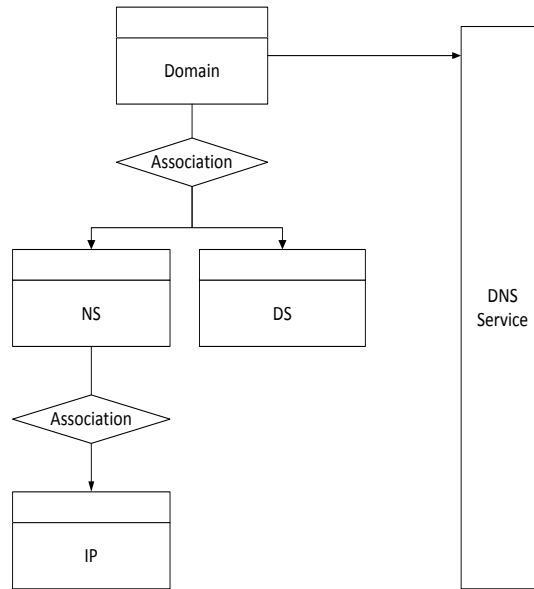 Domain
Association
NS
DS
DNS
Service
Association
IP